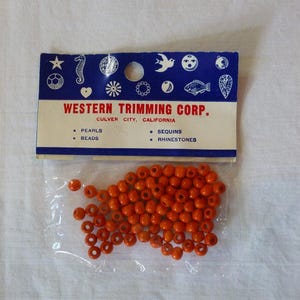 WESTERN TRIMMING CORP.
CULVER CITY, CALIFORNIA
• PEARLS • SEQUINS
• BEADS • RHINESTONES